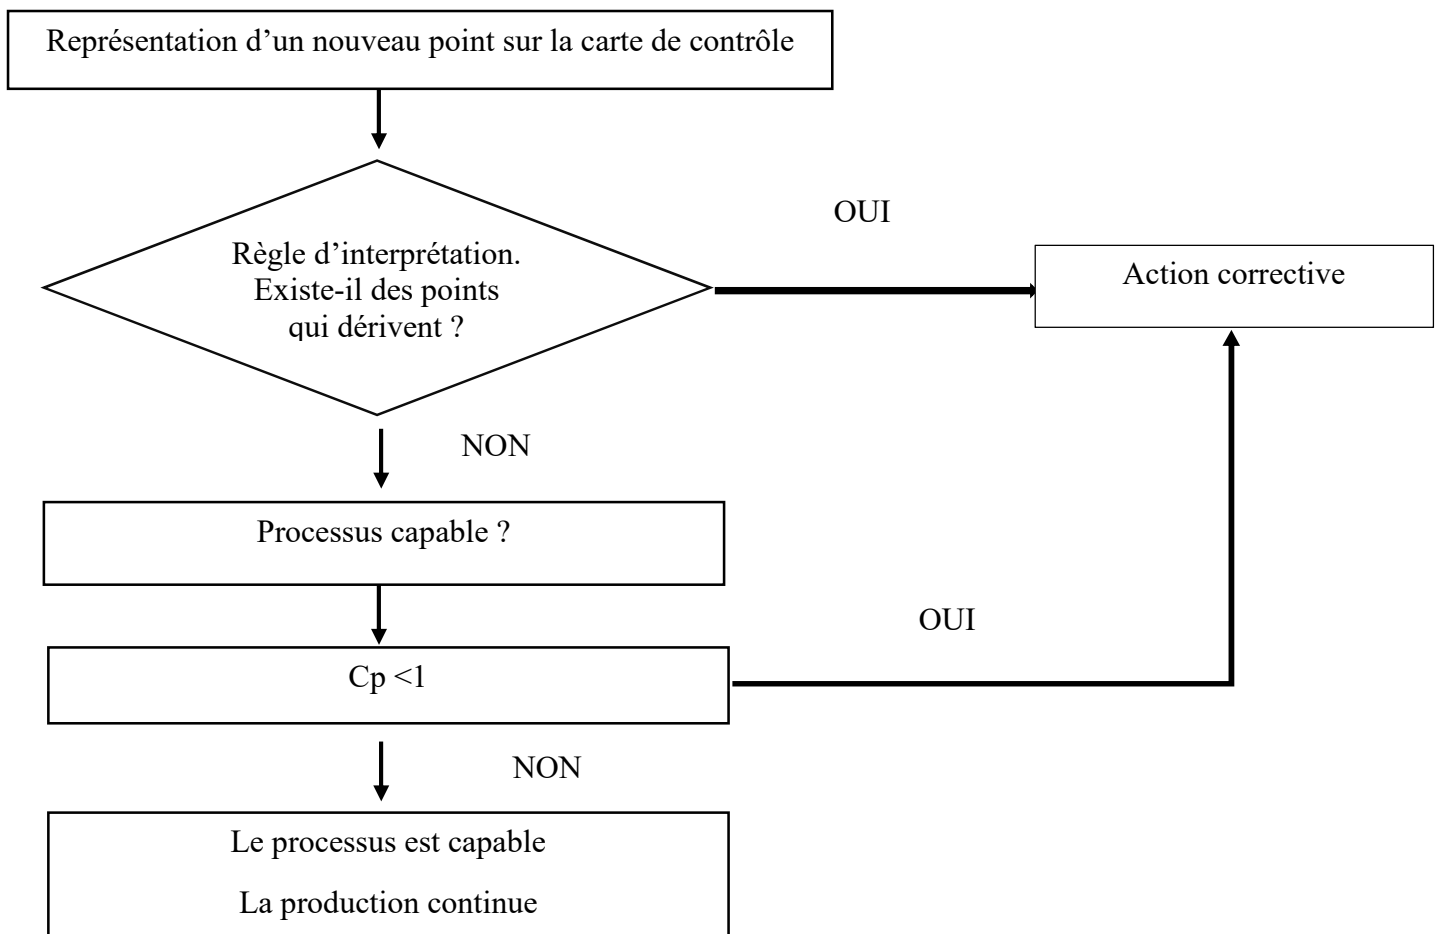 Représentation d’un nouveau point sur la carte de contrôle
OUI
Règle d’interprétation.
Existe-il des points
qui dérivent ?
Action corrective
NON
Processus capable ?
OUI
Cp <1
NON
Le processus est capable
La production continue